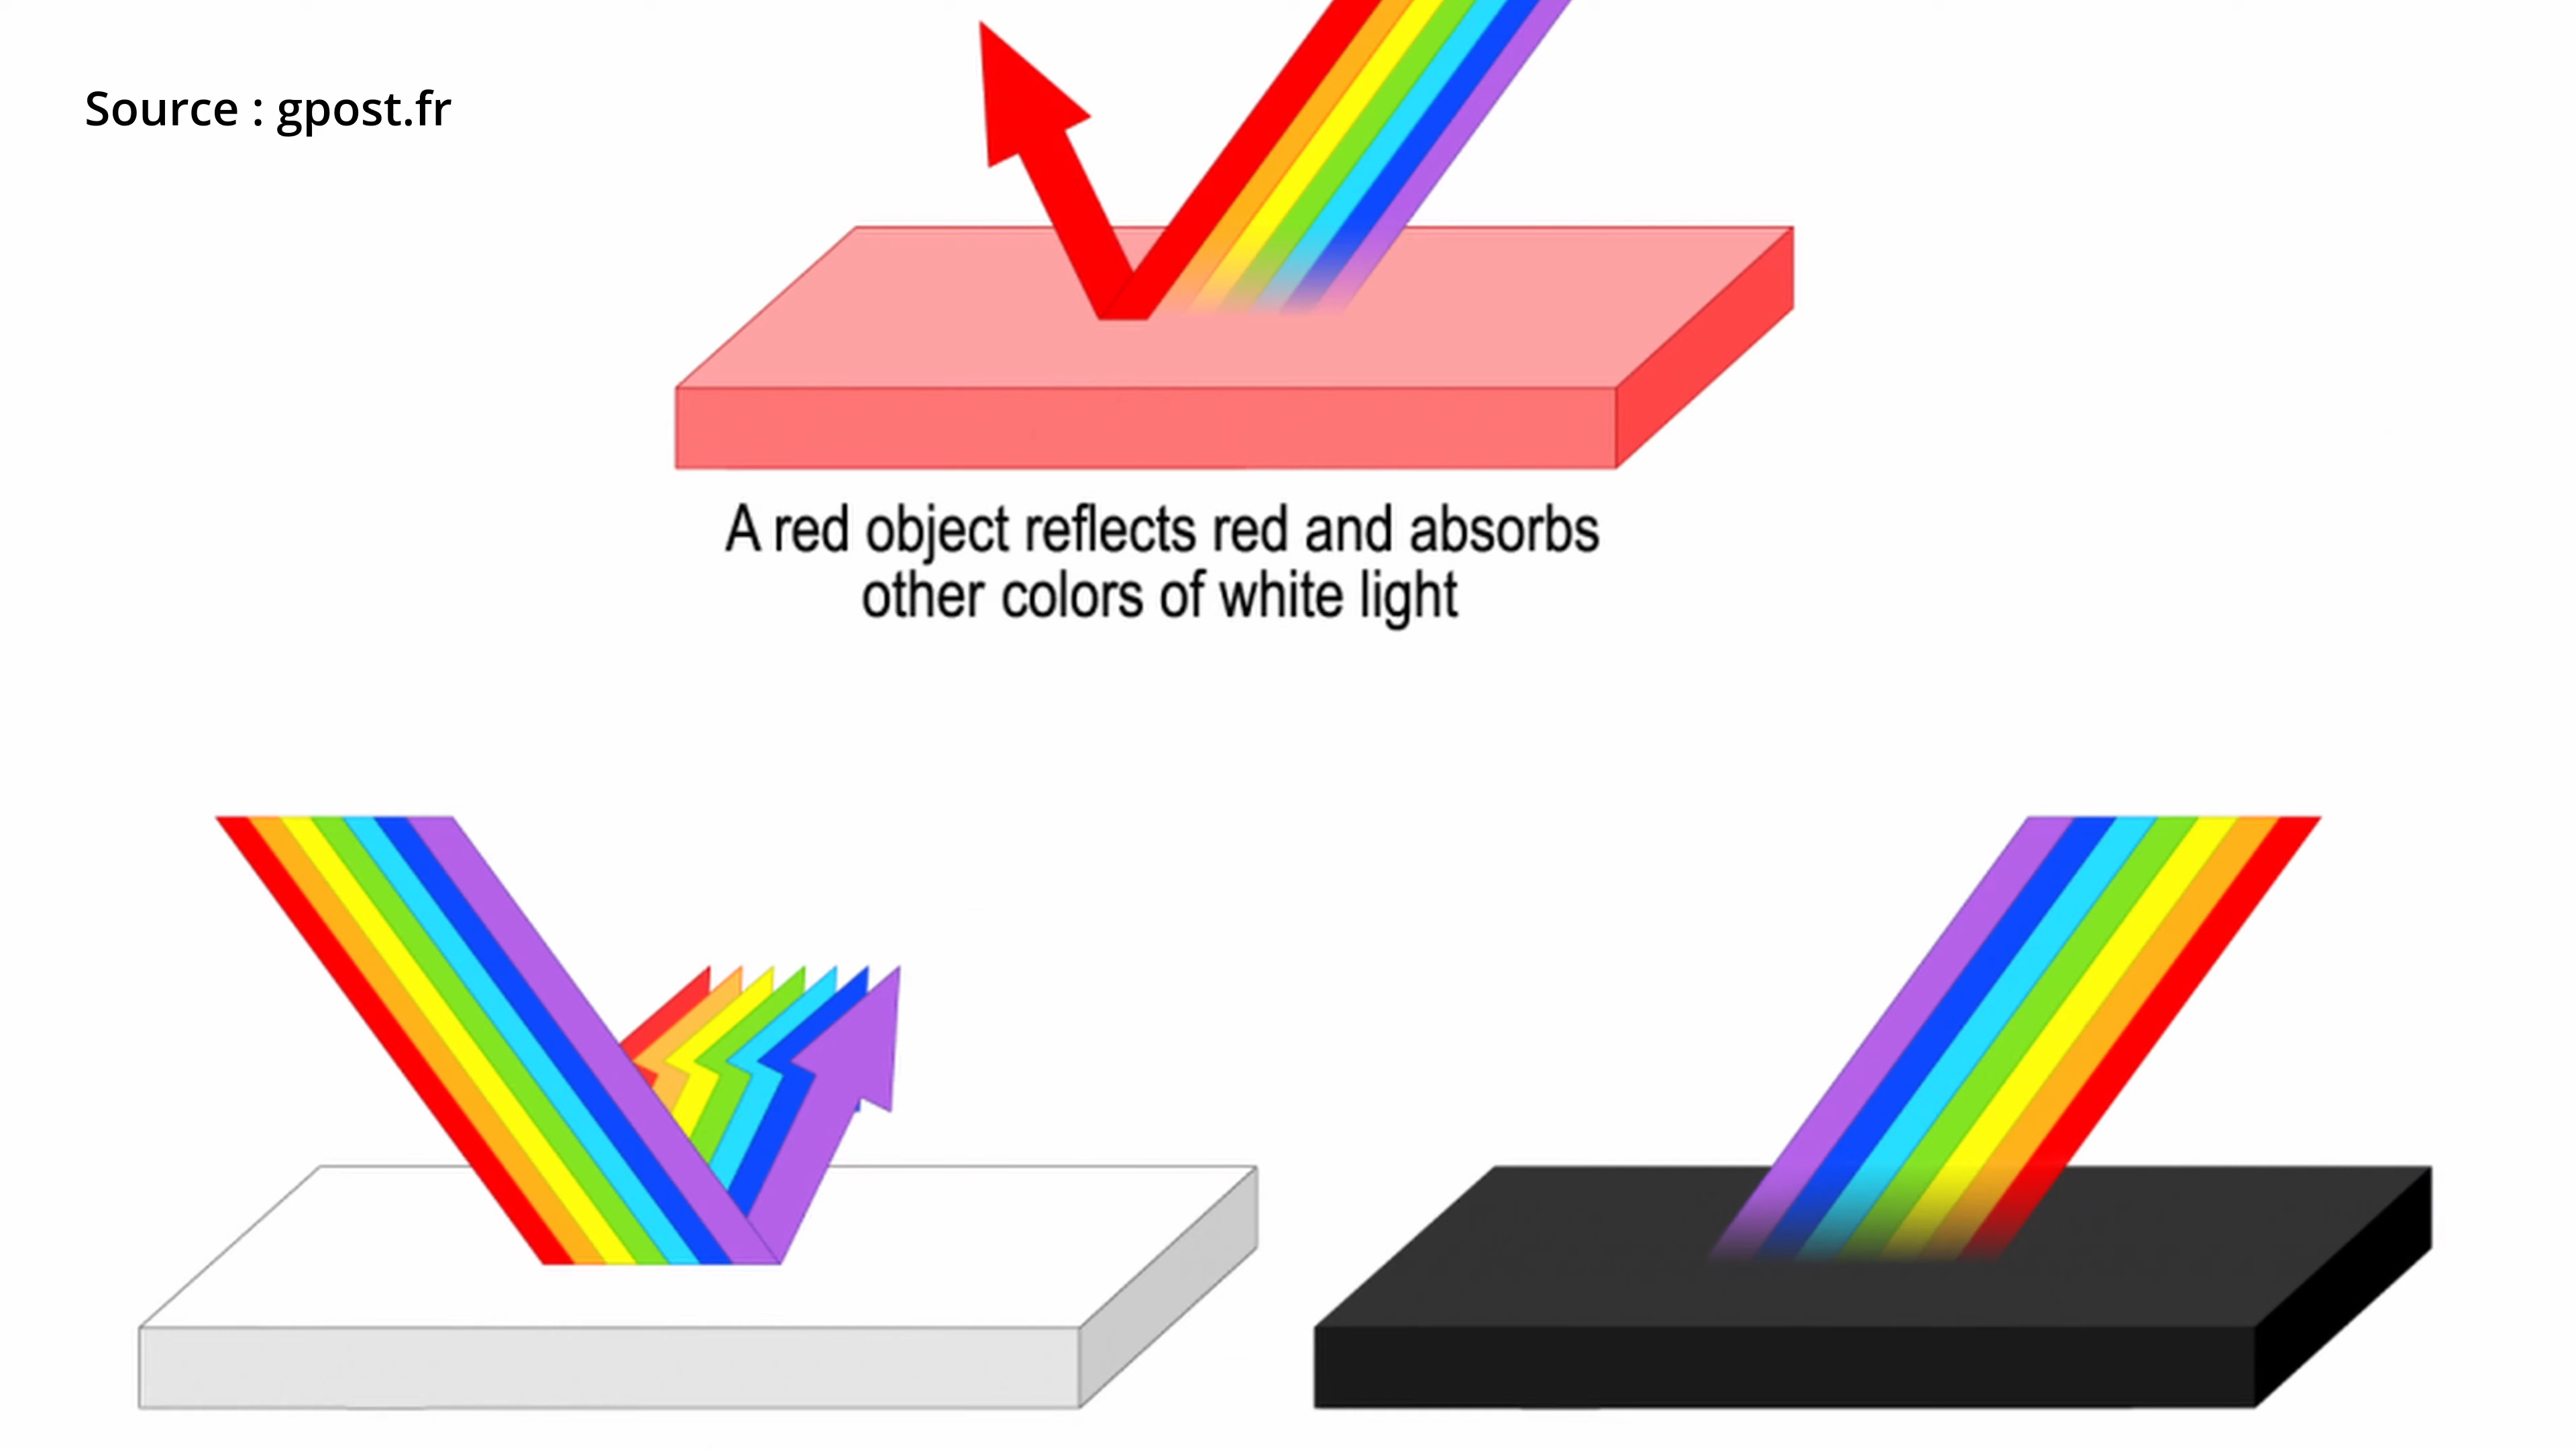 Source : gpost.fr
A red object reflects red and absorbs
other colors of white light